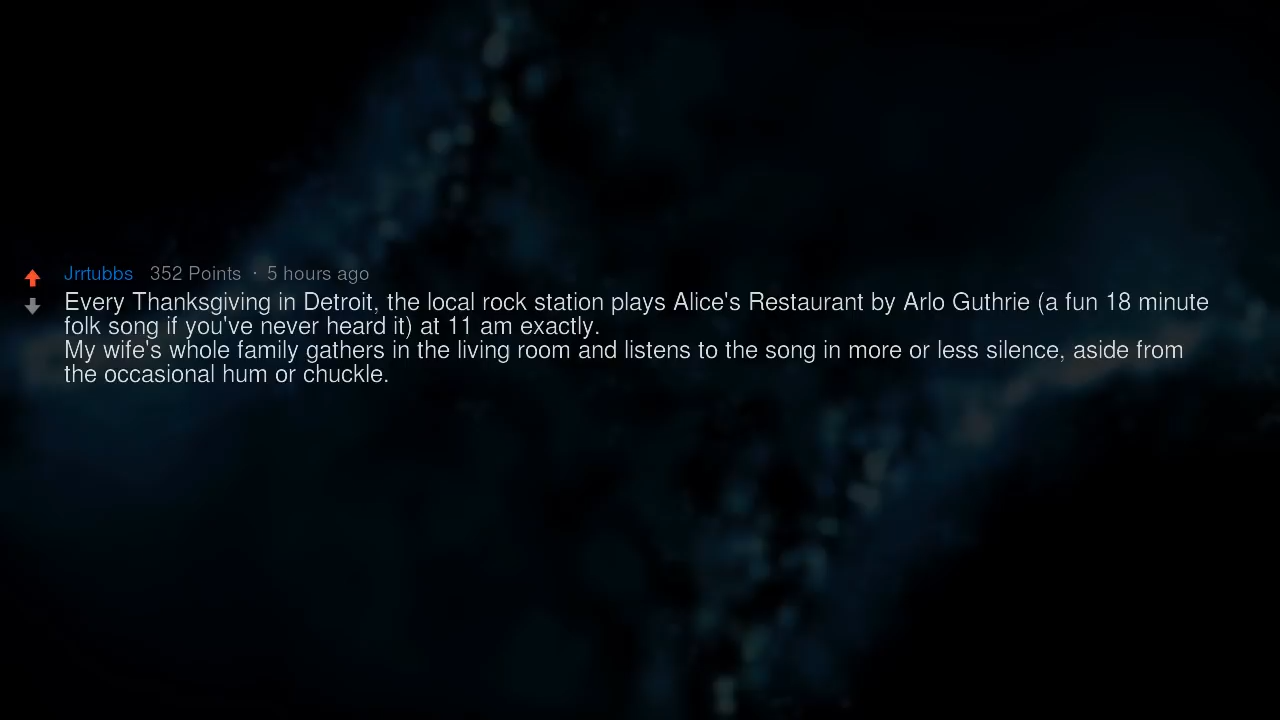 Jrrtubbs 352 Points · 5 hours ago
Every Thanksgiving in Detroit, the local rock station plays Alice's Restaurant by Arlo Guthrie (a fun 18 minute
folk song if you've never heard it) at 11 am exactly.
My wife's whole family gathers in the living room and listens to the song in more or less silence, aside from
the occasional hum or chuckle.